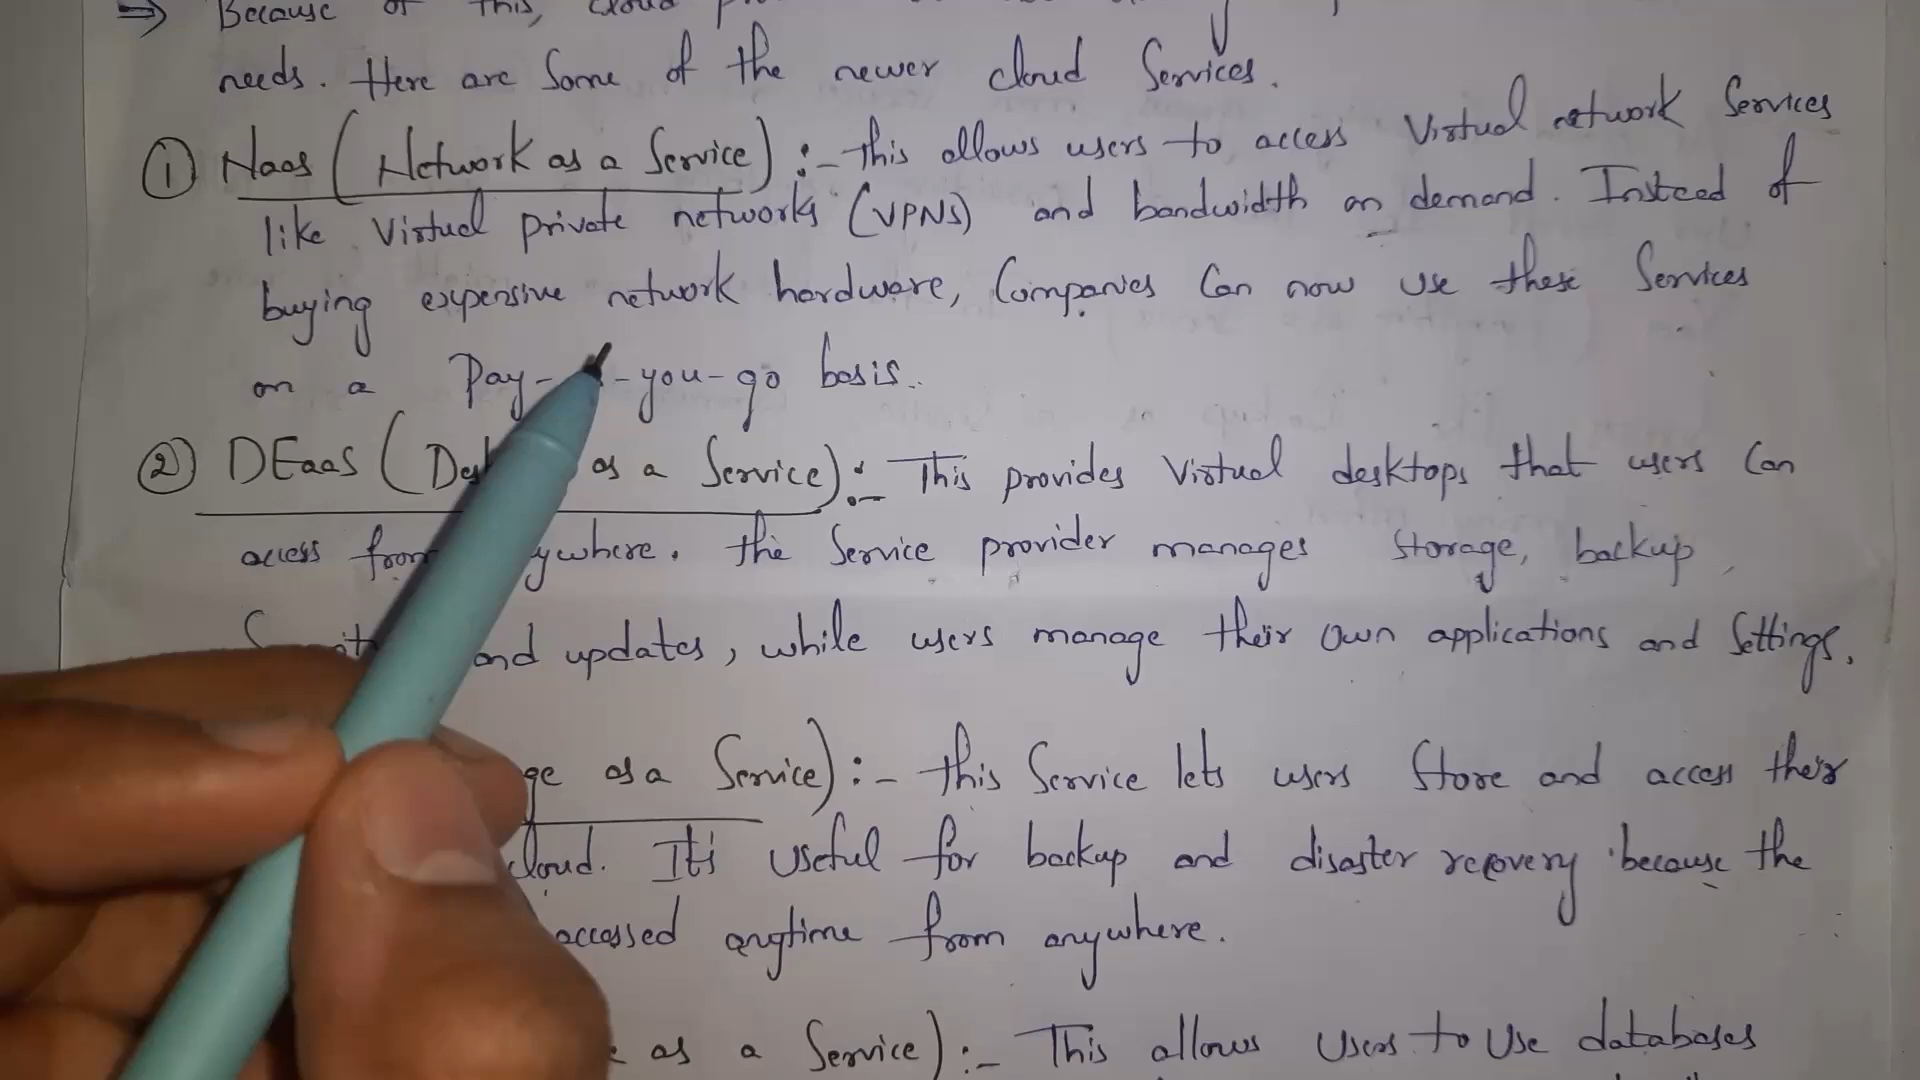 ⇒ Because of this, cloud
needs. Here are Some of the newer cloud Services.
① Naas (Network as a Service) :- this allows users to access Virtual network Services
like Virtual private networks (VPNs) and bandwidth on demand. Instead of
buying expensive network hardware, Companies Can now use these Services
on a Pay- -you-go basis.
② DEaaS ( as a Service) :- This provides Virtual desktops that users Can
access from the Service provider manages Storage, backup,
and updates, while users manage their own applications and Settings.
as a Service) :- this Service lets users Store and access their
cloud. It's Useful for backup and disaster recovery because the
accessed anytime from anywhere.
as a Service) :- This allows Users to Use databases